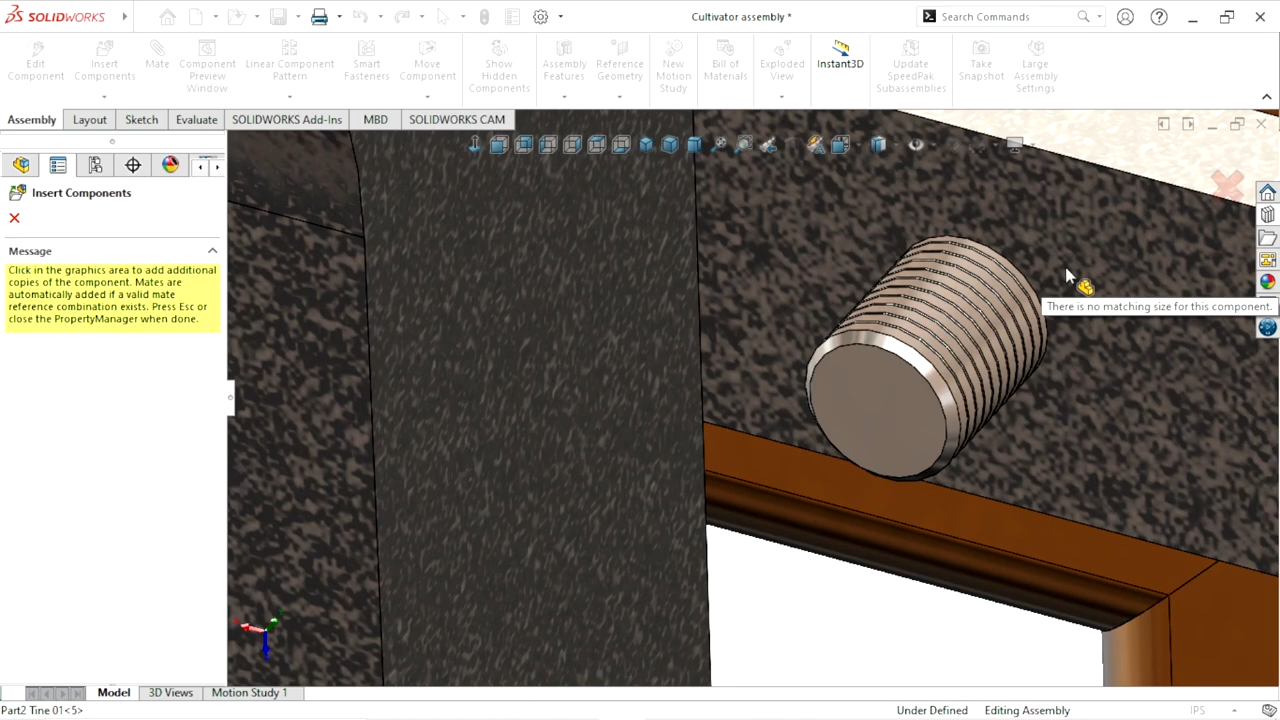 SOLIDWORKS
Cultivator assembly *
Search Commands
Edit Component
Insert Components
Mate
Component Preview Window
Linear Component Pattern
Smart Fasteners
Move Component
Show Hidden Components
Assembly Features
Reference Geometry
New Motion Study
Bill of Materials
Exploded View
Instant3D
Update SpeedPak Subassemblies
Take Snapshot
Large Assembly Settings
Assembly
Layout
Sketch
Evaluate
SOLIDWORKS Add-Ins
MBD
SOLIDWORKS CAM
Insert Components
Message
Click in the graphics area to add additional
copies of the component. Mates are
automatically added if a valid mate
reference combination exists. Press Esc or
close the PropertyManager when done.
There is no matching size for this component.
Model
3D Views
Motion Study 1
Part2 Tine 01<5>
Under Defined
Editing Assembly
IPS